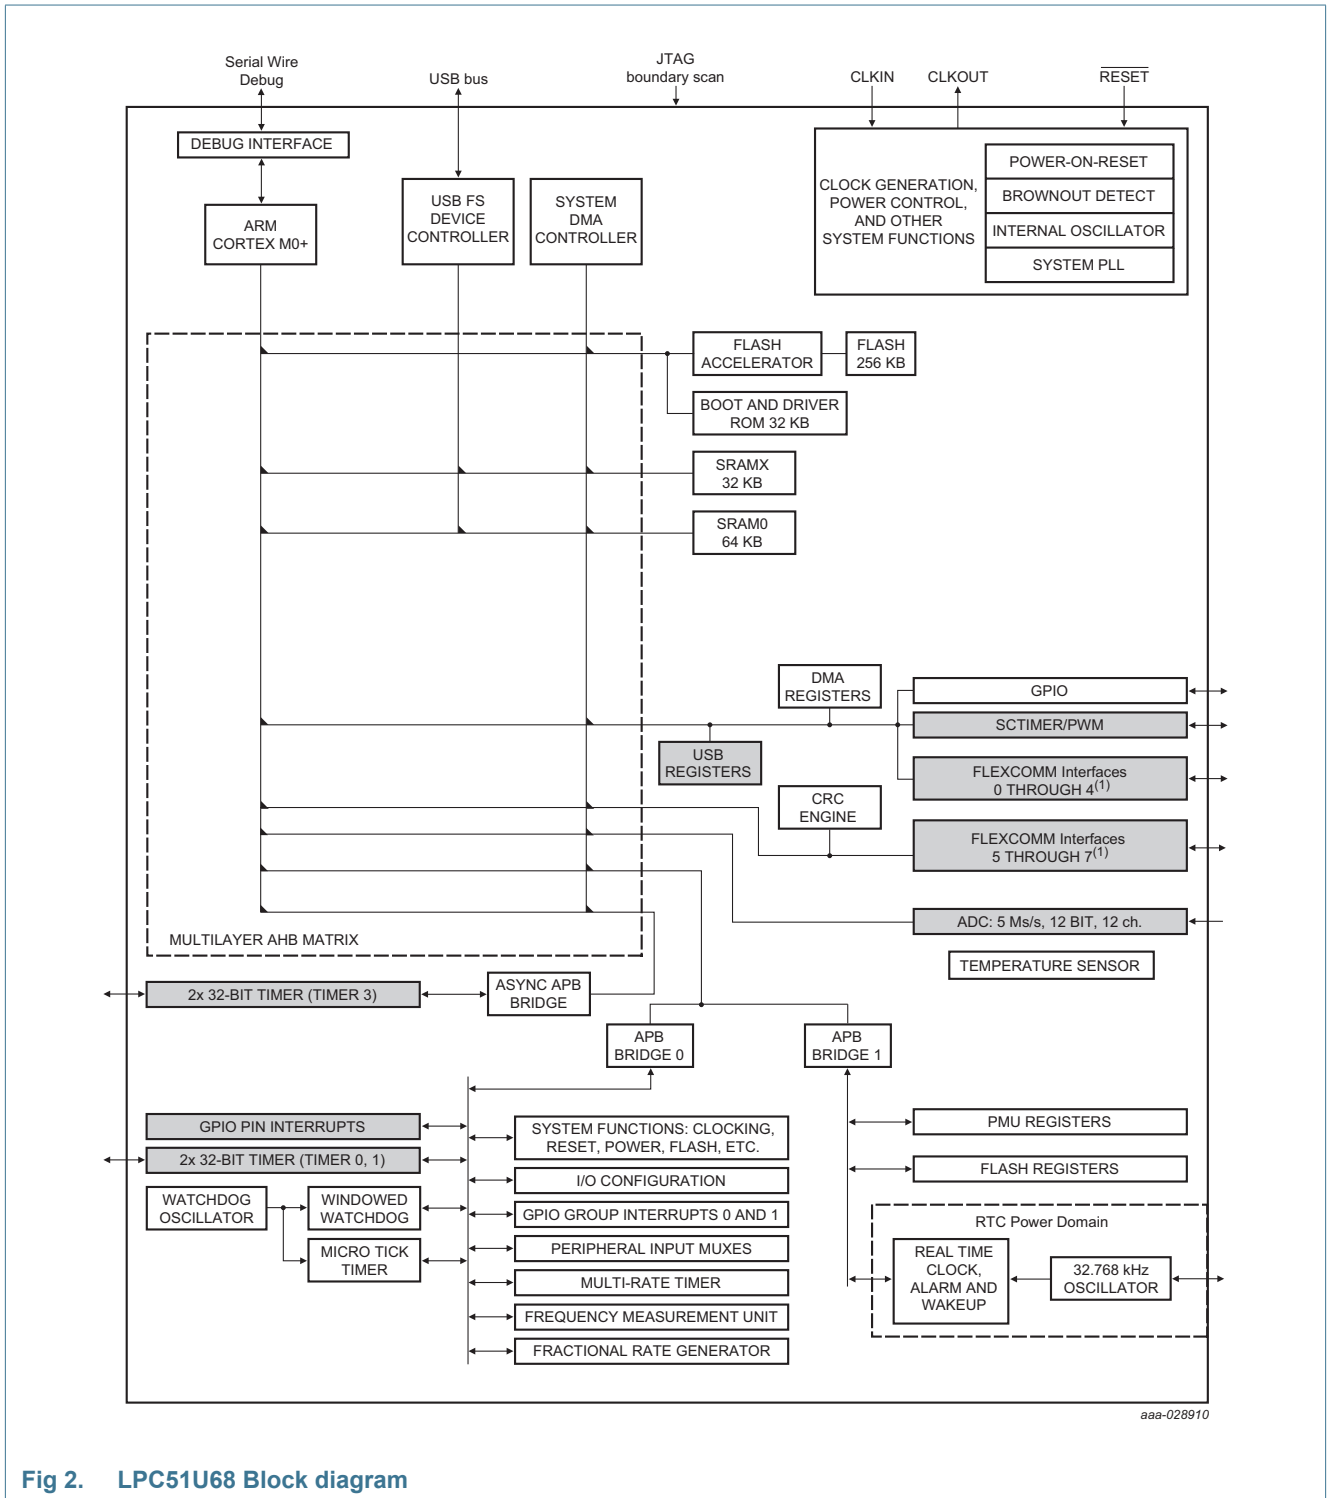 Serial Wire
Debug
USB bus
JTAG
boundary scan
CLKIN
CLKOUT
RESET
DEBUG INTERFACE
ARM
CORTEX M0+
USB FS
DEVICE
CONTROLLER
SYSTEM
DMA
CONTROLLER
CLOCK GENERATION,
POWER CONTROL,
AND OTHER
SYSTEM FUNCTIONS
POWER-ON-RESET
BROWNOUT DETECT
INTERNAL OSCILLATOR
SYSTEM PLL
FLASH
ACCELERATOR
FLASH
256 KB
BOOT AND DRIVER
ROM 32 KB
SRAMX
32 KB
SRAM0
64 KB
DMA
REGISTERS
GPIO
SCTIMER/PWM
USB
REGISTERS
FLEXCOMM Interfaces
0 THROUGH 4(1)
CRC
ENGINE
FLEXCOMM Interfaces
5 THROUGH 7(1)
ADC: 5 Ms/s, 12 BIT, 12 ch.
MULTILAYER AHB MATRIX
TEMPERATURE SENSOR
2x 32-BIT TIMER (TIMER 3)
ASYNC APB
BRIDGE
APB
BRIDGE 0
APB
BRIDGE 1
GPIO PIN INTERRUPTS
2x 32-BIT TIMER (TIMER 0, 1)
WATCHDOG
OSCILLATOR
WINDOWED
WATCHDOG
MICRO TICK
TIMER
SYSTEM FUNCTIONS: CLOCKING,
RESET, POWER, FLASH, ETC.
I/O CONFIGURATION
GPIO GROUP INTERRUPTS 0 AND 1
PERIPHERAL INPUT MUXES
MULTI-RATE TIMER
FREQUENCY MEASUREMENT UNIT
FRACTIONAL RATE GENERATOR
PMU REGISTERS
FLASH REGISTERS
RTC Power Domain
REAL TIME
CLOCK,
ALARM AND
WAKEUP
32.768 kHz
OSCILLATOR
aaa-028910
Fig 2. LPC51U68 Block diagram